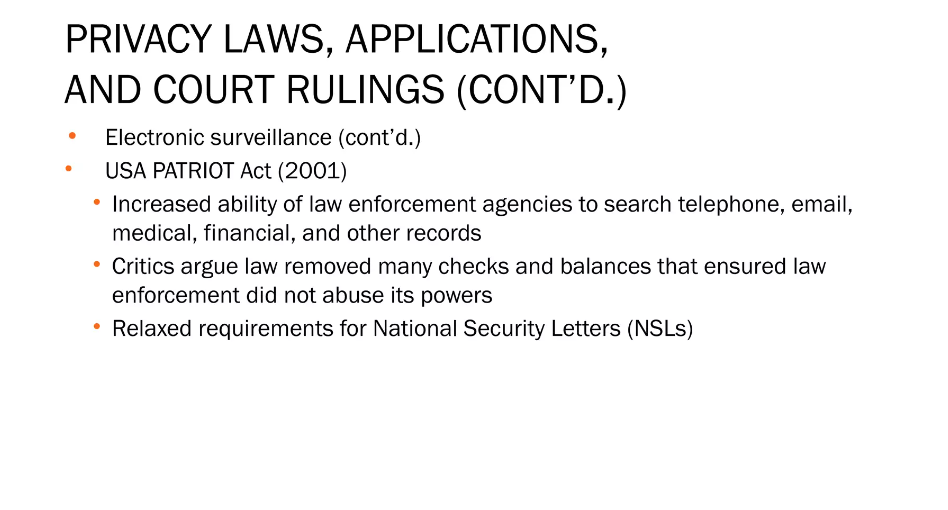 PRIVACY LAWS, APPLICATIONS,
AND COURT RULINGS (CONT’D.)
• Electronic surveillance (cont’d.)
• USA PATRIOT Act (2001)
• Increased ability of law enforcement agencies to search telephone, email,
medical, financial, and other records
• Critics argue law removed many checks and balances that ensured law
enforcement did not abuse its powers
• Relaxed requirements for National Security Letters (NSLs)